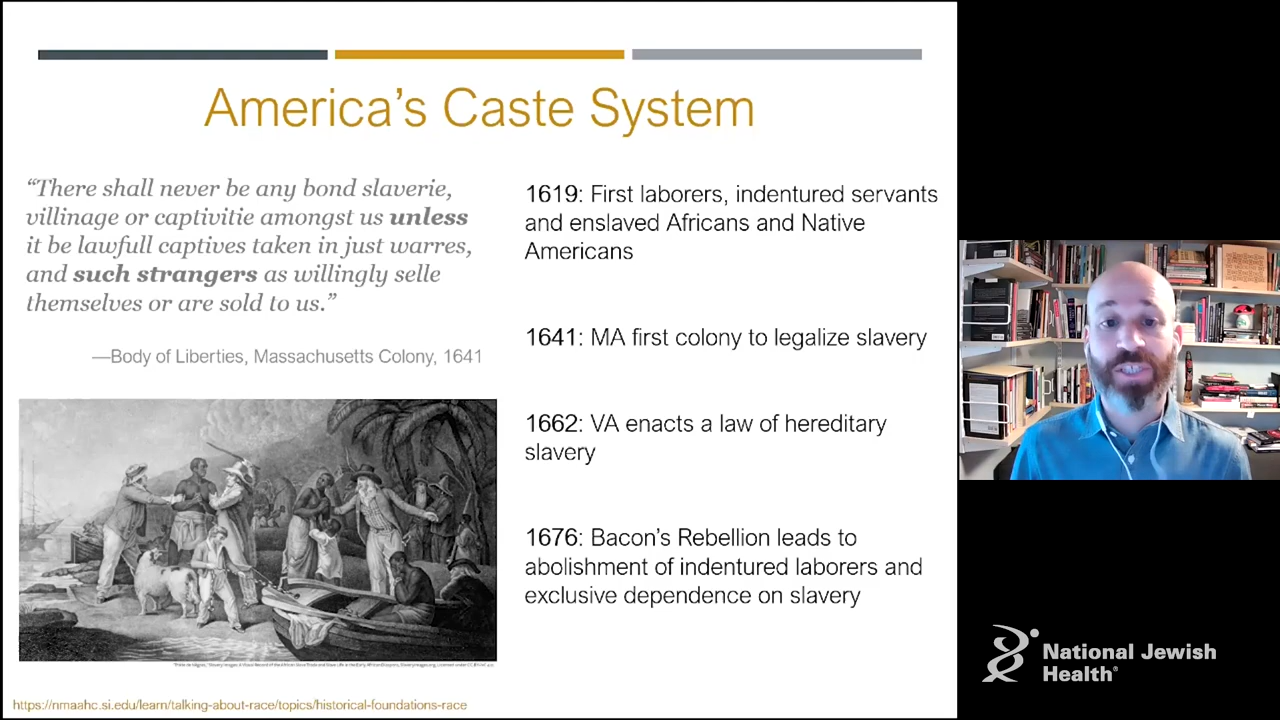 America's Caste System
“There shall never be any bond slaverie,
villinage or captivitie amongst us unless
it be lawfull captives taken in just warres,
and such strangers as willingly selle
themselves or are sold to us.”
—Body of Liberties, Massachusetts Colony, 1641
1619: First laborers, indentured servants
and enslaved Africans and Native
Americans
1641: MA first colony to legalize slavery
1662: VA enacts a law of hereditary
slavery
1676: Bacon's Rebellion leads to
abolishment of indentured laborers and
exclusive dependence on slavery
https://nmaahc.si.edu/learn/talking-about-race/topics/historical-foundations-race
National Jewish
Health®